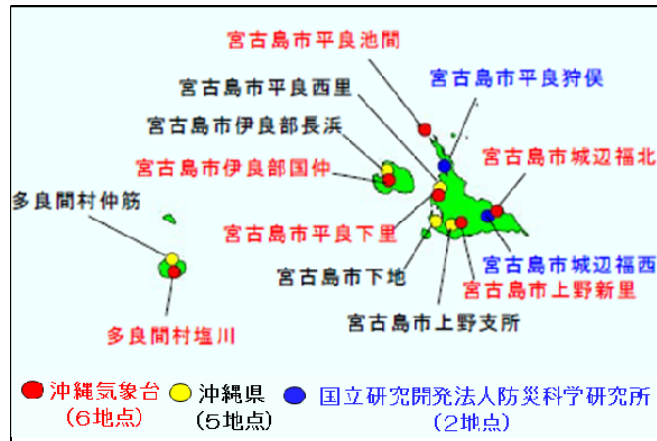 宮古島市平良池間
宮古島市平良狩俣
宮古島市平良西里
宮古島市伊良部長浜
宮古島市伊良部国仲
宮古島市城辺福北
多良間村仲筋
宮古島市平良下里
宮古島市城辺福西
宮古島市下地
宮古島市上野新里
宮古島市上野支所
多良間村塩川
沖縄気象台
(6地点)
沖縄県
(5地点)
国立研究開発法人防災科学研究所
(2地点)